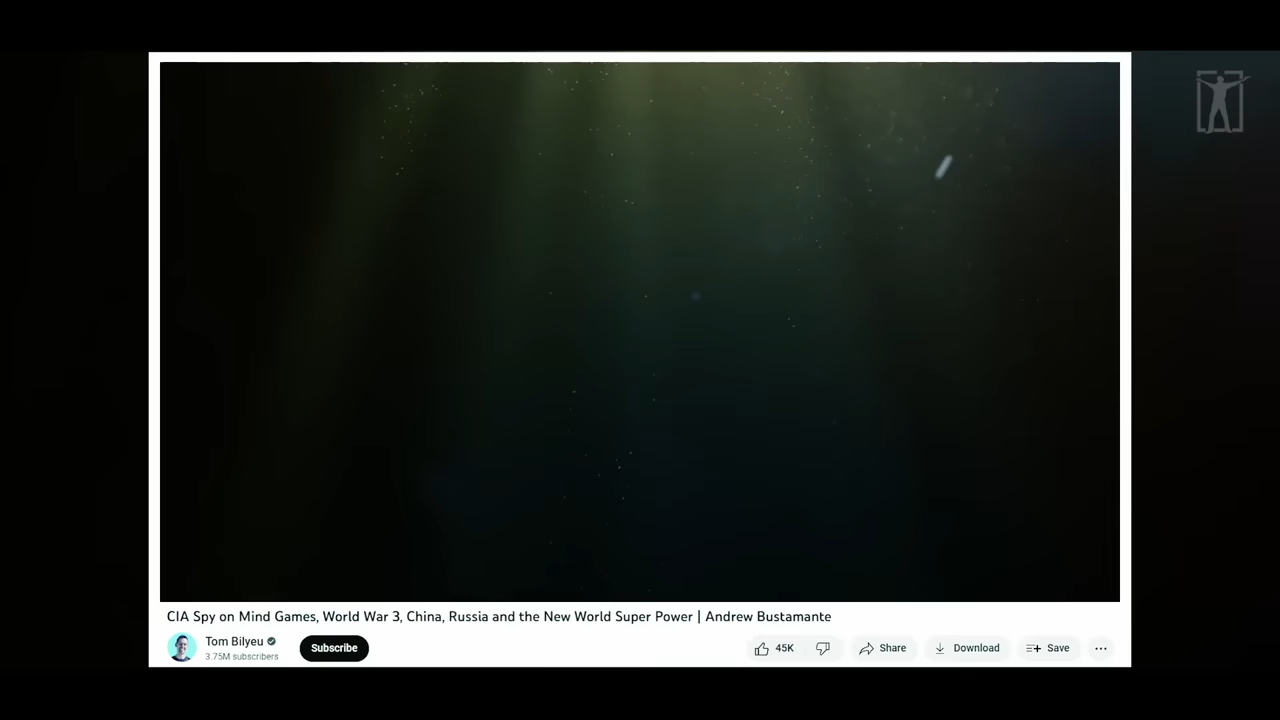 CIA Spy on Mind Games, World War 3, China, Russia and the New World Super Power | Andrew Bustamante
Tom Bilyeu
3.75M subscribers
Subscribe
45K
Share
Download
Save